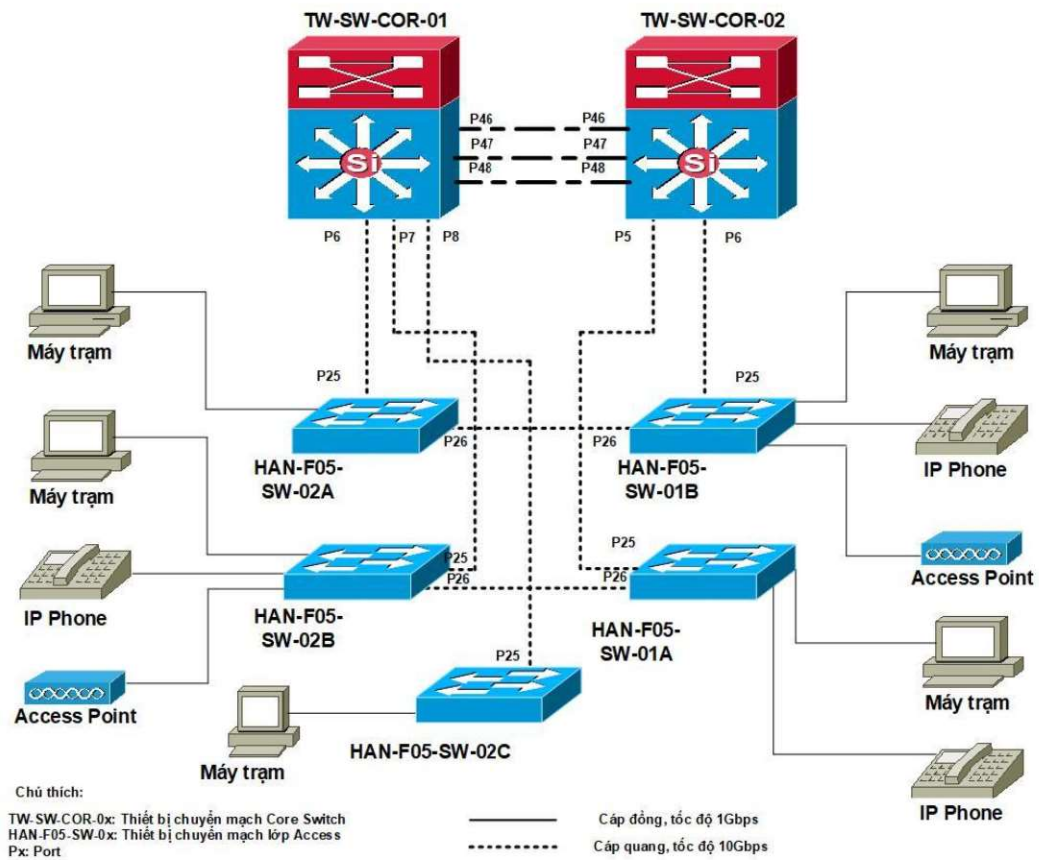 TW-SW-COR-01
TW-SW-COR-02
P46
P46
P47
P47
P48
P48
Si
Si
P6
P7
P8
P5
P6
Máy trạm
Máy trạm
P25
P25
P26
P26
HAN-F05-
SW-02A
HAN-F05-
SW-01B
IP Phone
Máy trạm
P25
P25
P26
P26
Access Point
IP Phone
HAN-F05-
SW-02B
HAN-F05-
SW-01A
P25
Access Point
Máy trạm
HAN-F05-SW-02C
Máy trạm
IP Phone
Chú thích:
TW-SW-COR-0x: Thiết bị chuyển mạch Core Switch
HAN-F05-SW-0x: Thiết bị chuyển mạch lớp Access
Px: Port
Cáp đồng, tốc độ 1Gbps
Cáp quang, tốc độ 10Gbps